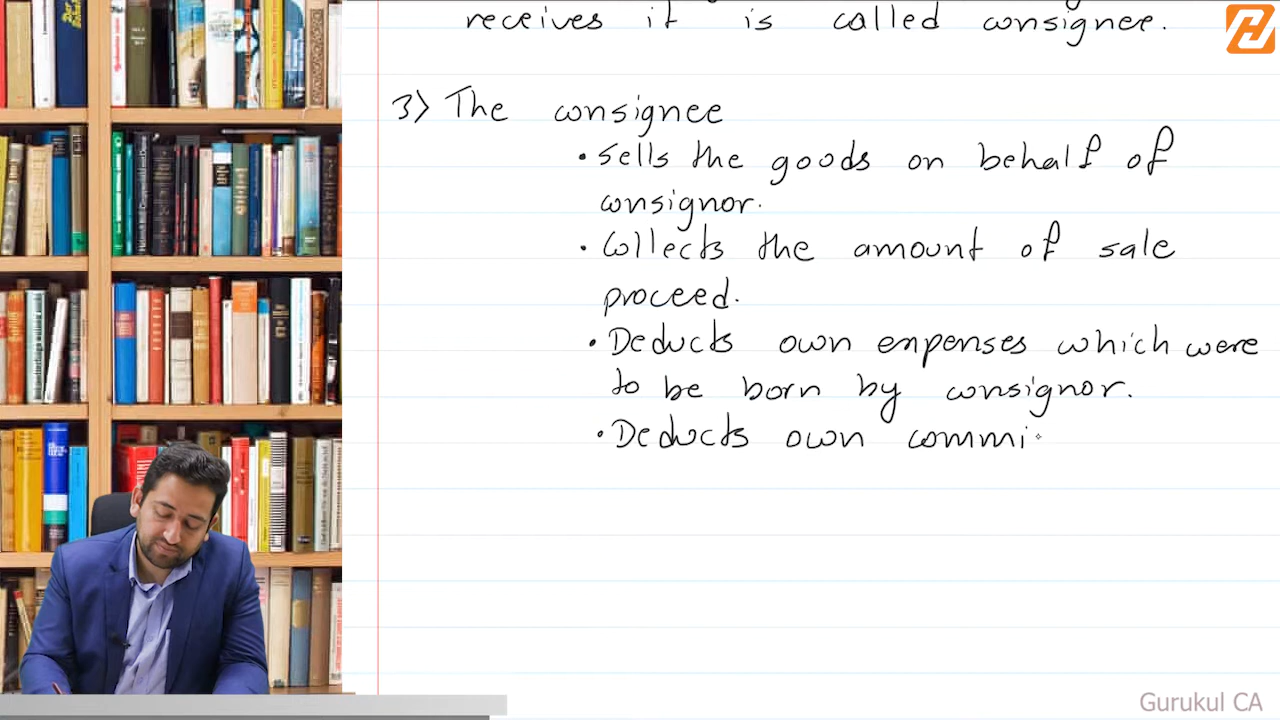 receives it is called consignee.
3) The consignee
• Sells the goods on behalf of
consignor.
• Collects the amount of sale
proceed.
• Deducts own expenses which were
to be born by consignor.
• Deducts own commi
Gurukul CA